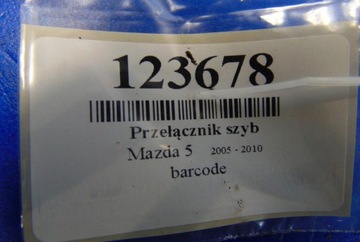 123678
Przełącznik szyb
Mazda 5 2005 - 2010
barcode